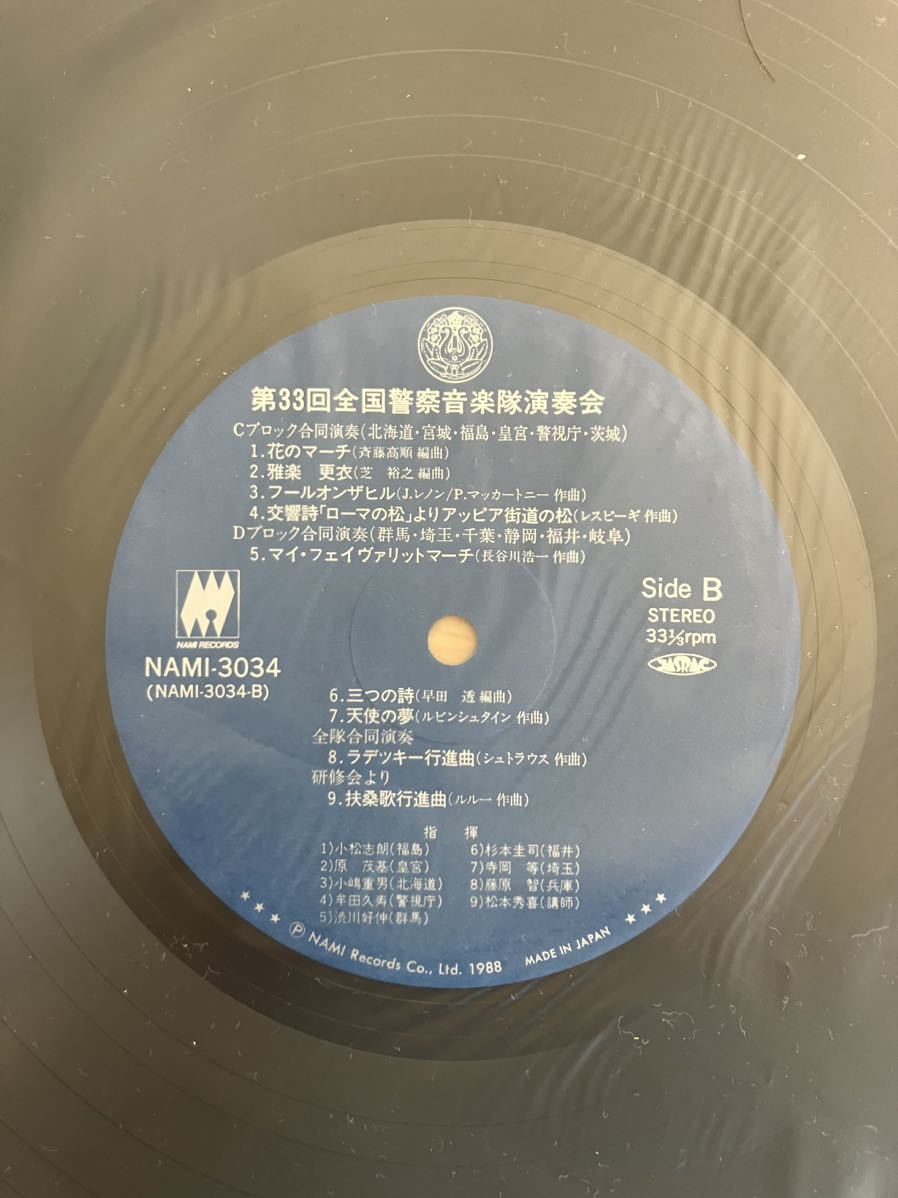 第33回全国警察音楽隊演奏会
Cブロック合同演奏(北海道・宮城・福島・皇宮・警視庁・茨城)
1.花のマーチ(斉藤高順 編曲)
2.雅楽 更衣(芝 裕之 編曲)
3.フールオンザヒル(J.レノン/P.マッカートニー 作曲)
4.交響詩「ローマの松」よりアッピア街道の松(レスピーギ 作曲)
Dブロック合同演奏(群馬・埼玉・千葉・静岡・福井・岐阜)
5.マイ・フェイヴァリットマーチ(長谷川浩一 作曲)
NAMI RECORDS
NAMI-3034
(NAMI-3034-B)
Side B
STEREO
33⅓rpm
JASRAC
6.三つの詩(早田 透 編曲)
7.天使の夢(ルビンシュタイン 作曲)
全隊合同演奏
8.ラデッキー行進曲(シュトラウス 作曲)
研修会より
9.扶桑歌行進曲(ルルー 作曲)
指 揮
1)小松志朗(福島)
2)原 茂基(皇宮)
3)小嶋重男(北海道)
4)牟田久寿(警視庁)
5)渋川好伸(群馬)
6)杉本圭司(福井)
7)寺岡 等(埼玉)
8)藤原 智(兵庫)
9)松本秀喜(講師)
★★★ Ⓟ NAMI Records Co., Ltd. 1988 MADE IN JAPAN ★★★